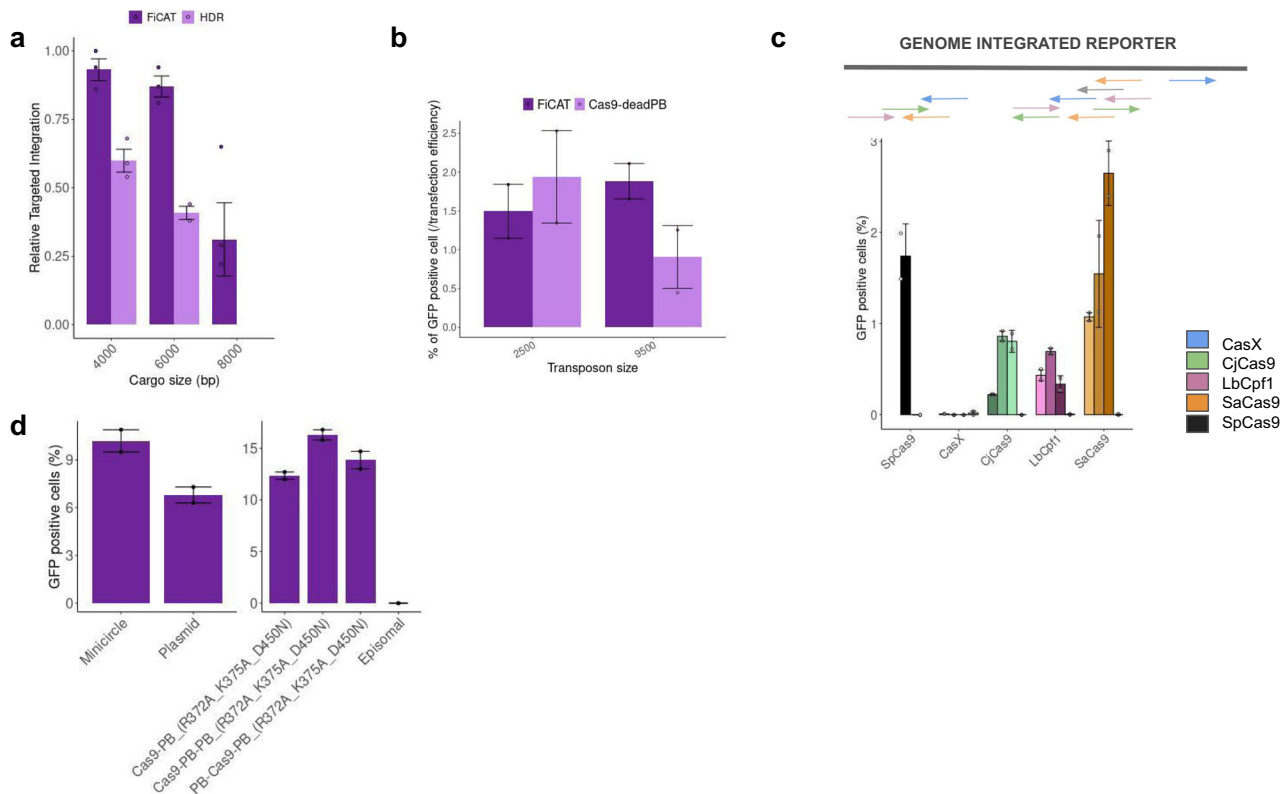 FiCAT HDR
a
Relative Targeted Integration
1.00
0.75
0.50
0.25
0.00
4000
6000
8000
Cargo size (bp)
b
FiCAT Cas9-deadPB
% of GFP positive cell (/transfection efficiency)
2.5
2.0
1.5
1.0
0.5
0.0
2500
9500
Transposon size
c
GENOME INTEGRATED REPORTER
GFP positive cells (%)
3
2
1
0
SpCas9
CasX
CjCas9
LbCpf1
SaCas9
CasX
CjCas9
LbCpf1
SaCas9
SpCas9
d
GFP positive cells (%)
9
6
3
0
Minicircle
Plasmid
15
10
5
0
Cas9-PB_(R372A_K375A_D450N)
Cas9-PB-PB_(R372A_K375A_D450N)
PB-Cas9-PB_(R372A_K375A_D450N)
Episomal